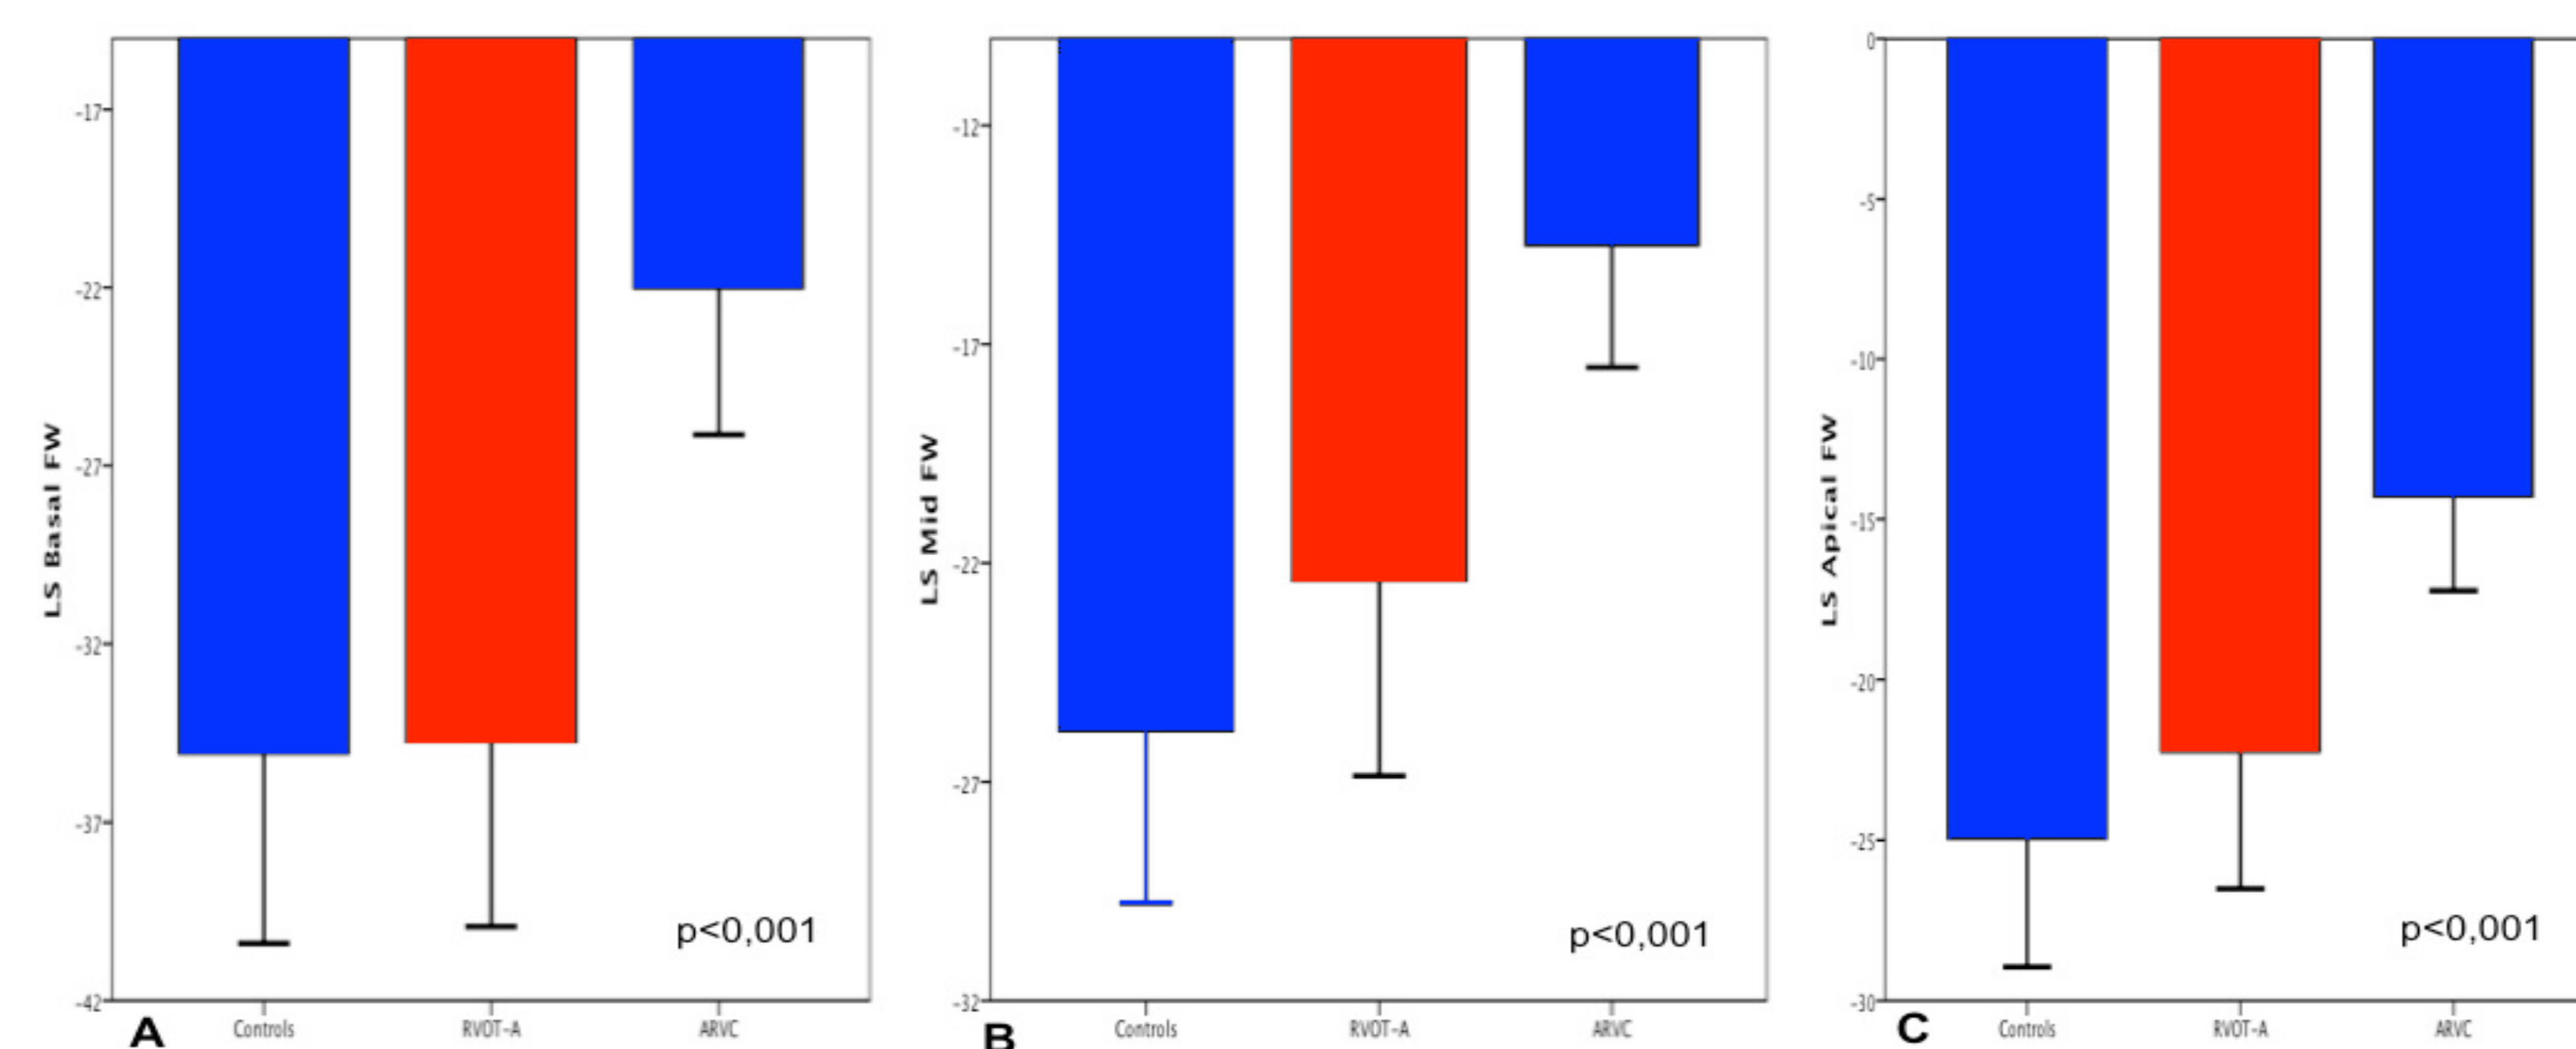 LS Basal FW
-17
-22
-27
-32
-37
-42
p<0,001
Controls RVOT-A ARVC
A
LS Mid FW
-12
-17
-22
-27
-32
p<0,001
Controls RVOT-A ARVC
B
LS Apical FW
0
-5
-10
-15
-20
-25
-30
p<0,001
Controls RVOT-A ARVC
C